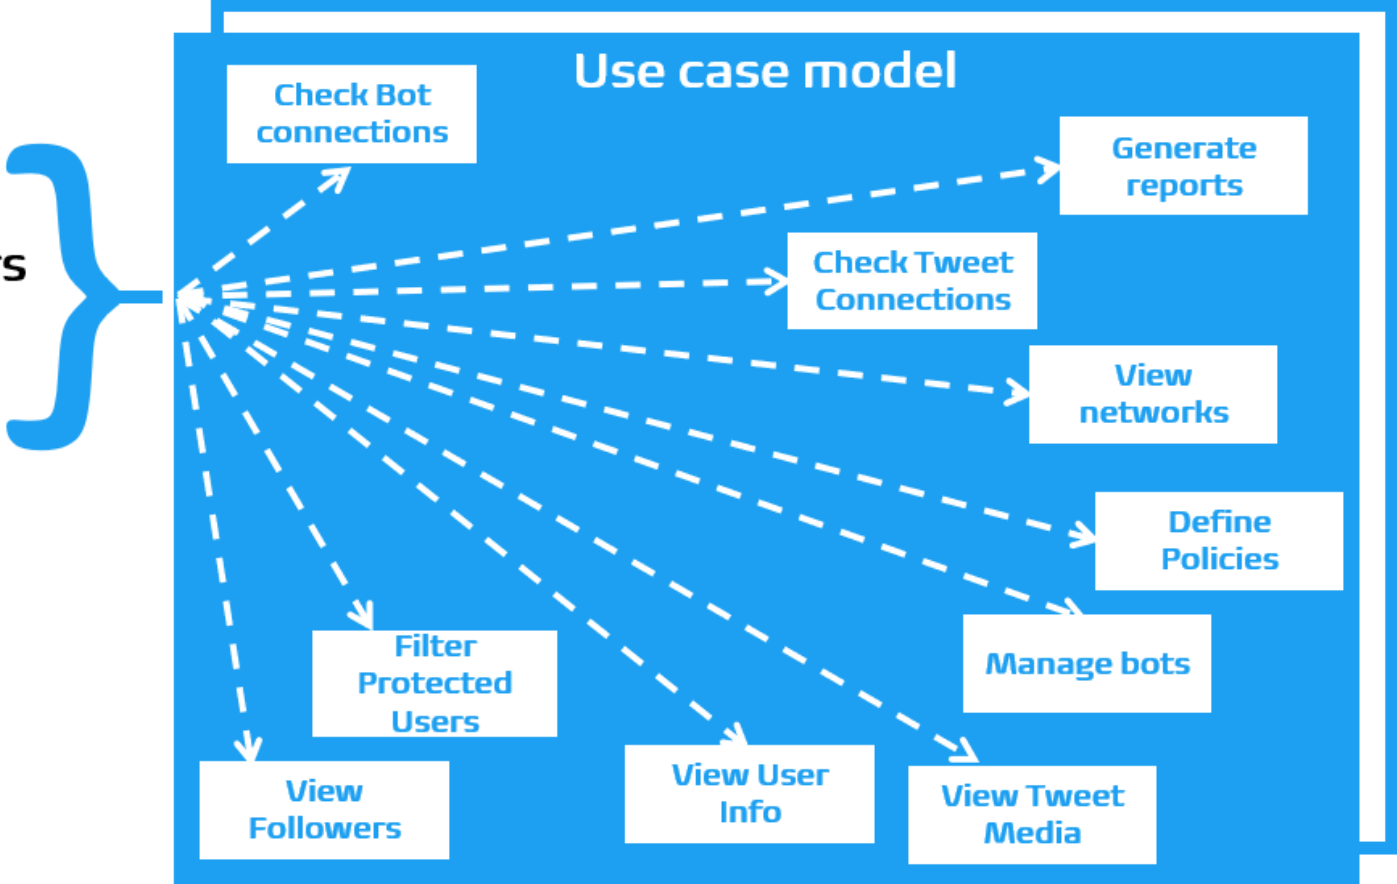 Use case model
Check Bot
connections
Generate
reports
Check Tweet
Connections
View
networks
Define
Policies
Manage bots
Filter
Protected
Users
View User
Info
View Tweet
Media
View
Followers